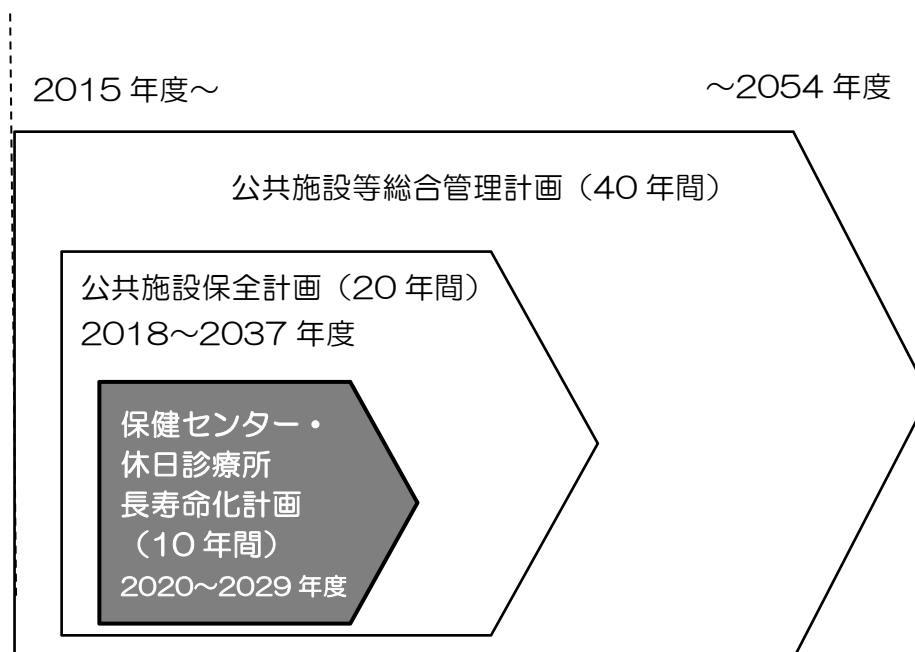 2015 年度～
～2054 年度
公共施設等総合管理計画（40 年間）
公共施設保全計画（20 年間）
2018～2037 年度
保健センター・
休日診療所
長寿命化計画
（10 年間）
2020～2029 年度